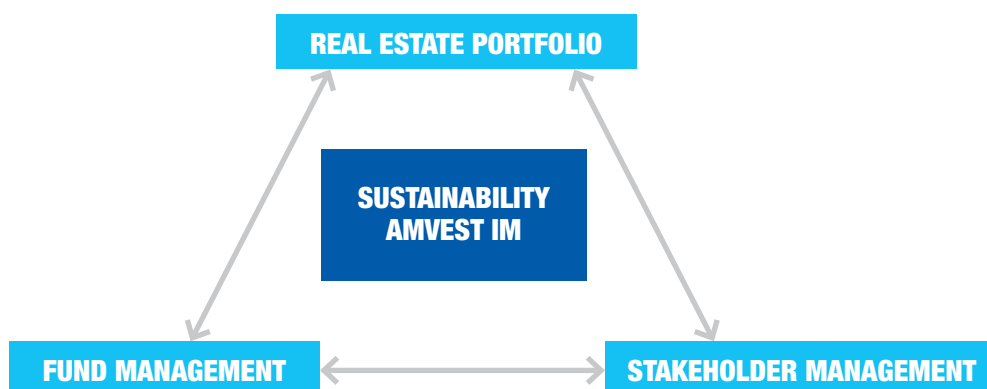 REAL ESTATE PORTFOLIO
SUSTAINABILITY
AMVEST IM
FUND MANAGEMENT
STAKEHOLDER MANAGEMENT